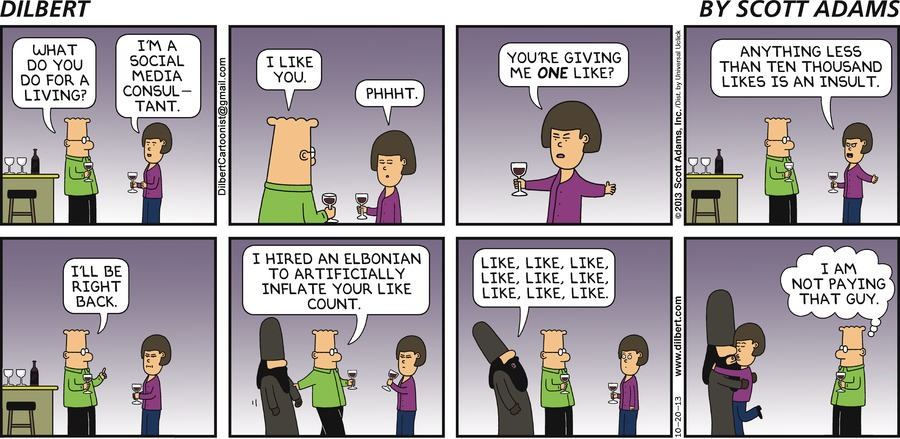 DILBERT
BY SCOTT ADAMS
WHAT
DO YOU
DO FOR A
LIVING?
I'M A
SOCIAL
MEDIA
CONSUL-
TANT.
DilbertCartoonist@gmail.com
I LIKE
YOU.
PHHHT.
YOU'RE GIVING
ME ONE LIKE?
©2013 Scott Adams, Inc. /Dist. by Universal Uclick
ANYTHING LESS
THAN TEN THOUSAND
LIKES IS AN INSULT.
I'LL BE
RIGHT
BACK.
I HIRED AN ELBONIAN
TO ARTIFICIALLY
INFLATE YOUR LIKE
COUNT.
LIKE, LIKE, LIKE,
LIKE, LIKE, LIKE,
LIKE, LIKE, LIKE.
10-20-13 www.dilbert.com
I AM
NOT PAYING
THAT GUY.